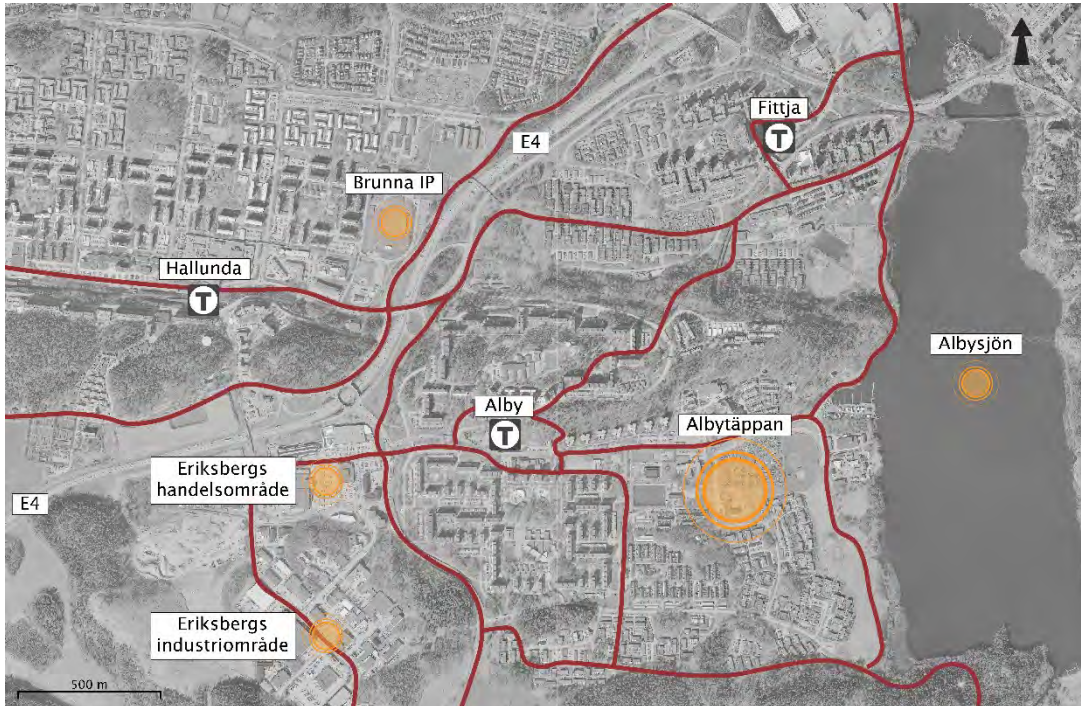 Fittja
T
E4
Brunna IP
Hallunda
T
Albysjön
Alby
T
Albytäppan
Eriksbergs
handelsområde
E4
Eriksbergs
industriområde
500 m